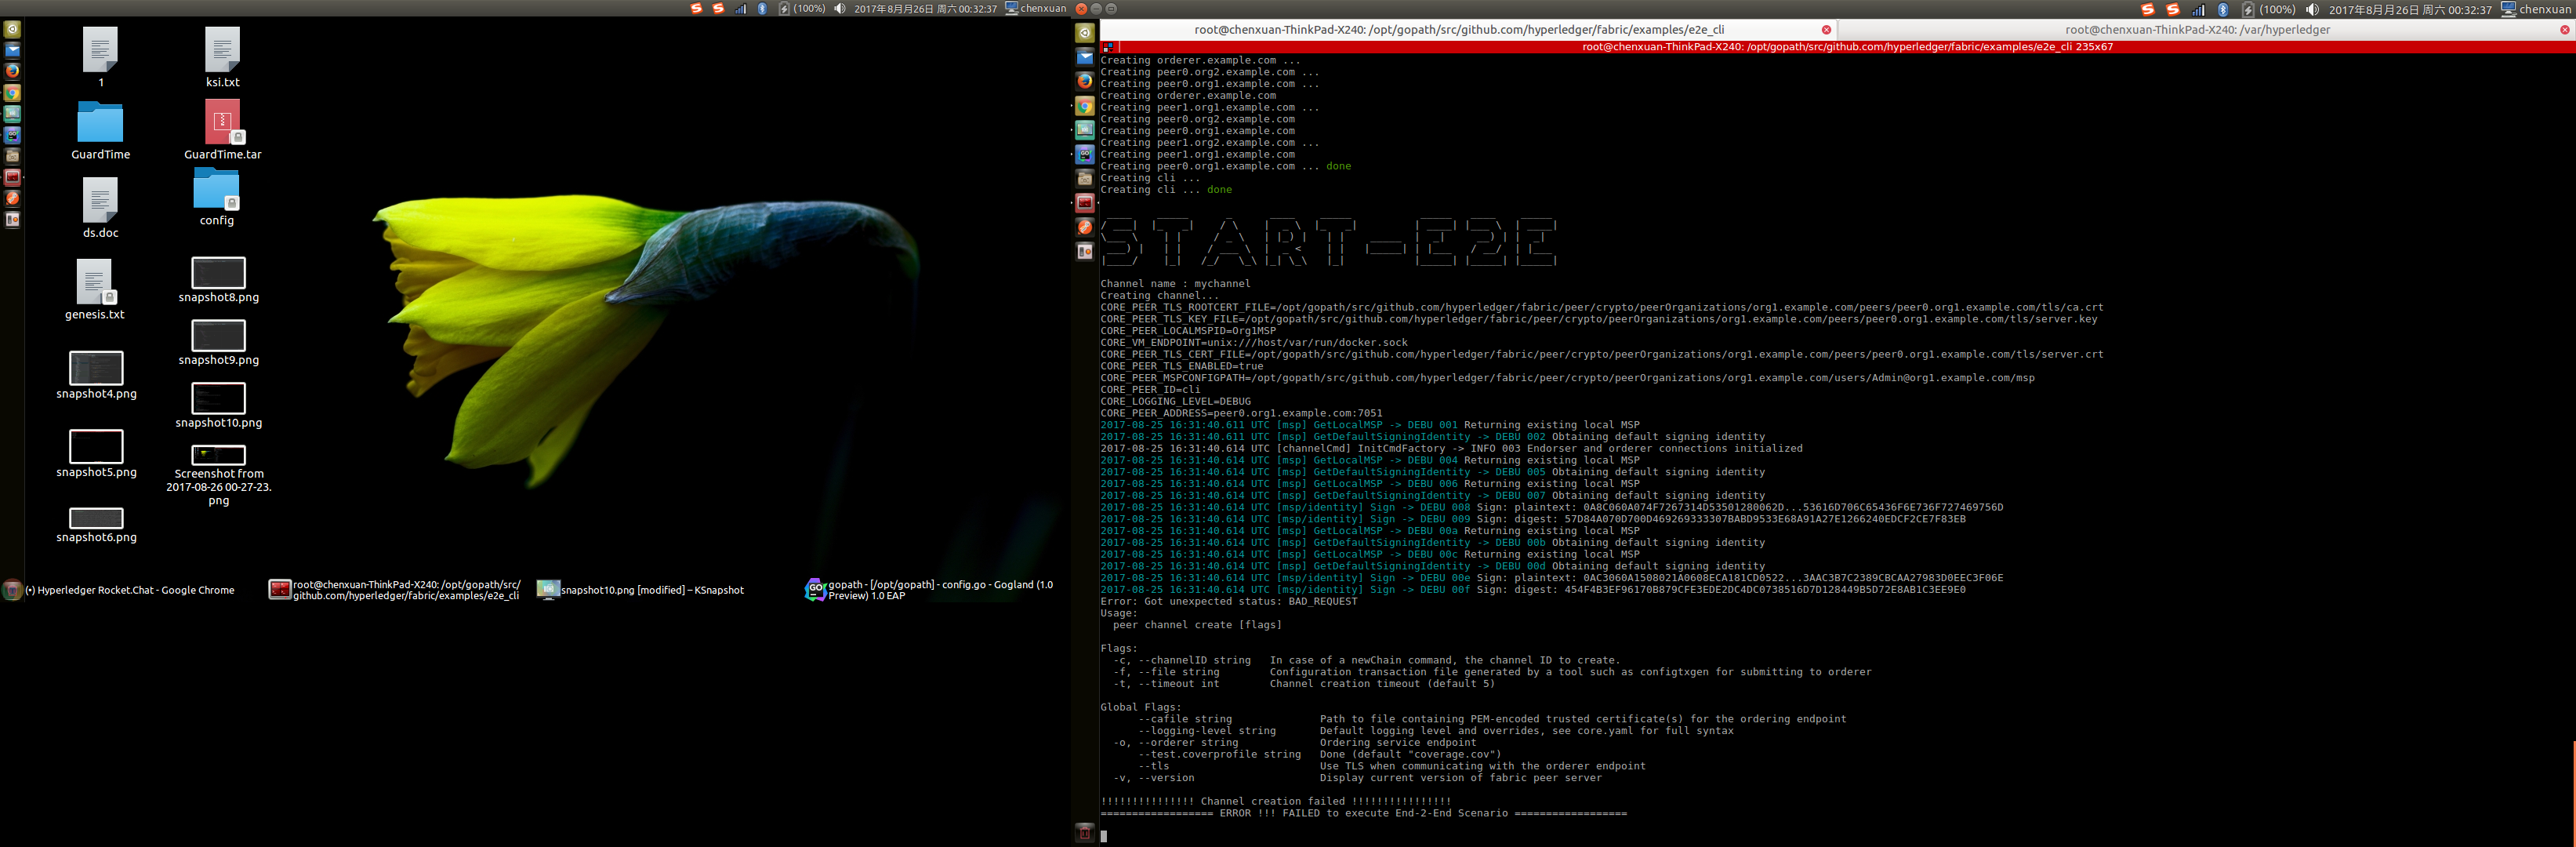 (100%) 2017年8月月26日 周六 00:32:37 chenxuan
1
ksi.txt
GuardTime
GuardTime.tar
ds.doc
config
genesis.txt
snapshot8.png
snapshot9.png
snapshot4.png
snapshot10.png
snapshot5.png
Screenshot from
2017-08-26 00-27-23.
png
snapshot6.png
(•) Hyperledger Rocket.Chat - Google Chrome
root@chenxuan-ThinkPad-X240: /opt/gopath/src/
github.com/hyperledger/fabric/examples/e2e_cli
snapshot10.png [modified] – KSnapshot
gopath - [/opt/gopath] - config.go - Gogland (1.0
Preview) 1.0 EAP
(100%) 2017年8月月26日 周六 00:32:37 chenxuan
root@chenxuan-ThinkPad-X240: /opt/gopath/src/github.com/hyperledger/fabric/examples/e2e_cli
root@chenxuan-ThinkPad-X240: /var/hyperledger
root@chenxuan-ThinkPad-X240: /opt/gopath/src/github.com/hyperledger/fabric/examples/e2e_cli 235x67
Creating orderer.example.com ...
Creating peer0.org2.example.com ...
Creating peer0.org1.example.com ...
Creating orderer.example.com
Creating peer1.org1.example.com ...
Creating peer0.org2.example.com
Creating peer0.org1.example.com
Creating peer1.org2.example.com ...
Creating peer1.org1.example.com
Creating peer0.org1.example.com ... done
Creating cli ...
Creating cli ... done
START-E2E
Channel name : mychannel
Creating channel...
CORE_PEER_TLS_ROOTCERT_FILE=/opt/gopath/src/github.com/hyperledger/fabric/peer/crypto/peerOrganizations/org1.example.com/peers/peer0.org1.example.com/tls/ca.crt
CORE_PEER_TLS_KEY_FILE=/opt/gopath/src/github.com/hyperledger/fabric/peer/crypto/peerOrganizations/org1.example.com/peers/peer0.org1.example.com/tls/server.key
CORE_PEER_LOCALMSPID=Org1MSP
CORE_VM_ENDPOINT=unix:///host/var/run/docker.sock
CORE_PEER_TLS_CERT_FILE=/opt/gopath/src/github.com/hyperledger/fabric/peer/crypto/peerOrganizations/org1.example.com/peers/peer0.org1.example.com/tls/server.crt
CORE_PEER_TLS_ENABLED=true
CORE_PEER_MSPCONFIGPATH=/opt/gopath/src/github.com/hyperledger/fabric/peer/crypto/peerOrganizations/org1.example.com/users/Admin@org1.example.com/msp
CORE_PEER_ID=cli
CORE_LOGGING_LEVEL=DEBUG
CORE_PEER_ADDRESS=peer0.org1.example.com:7051
2017-08-25 16:31:40.611 UTC [msp] GetLocalMSP -> DEBU 001 Returning existing local MSP
2017-08-25 16:31:40.611 UTC [msp] GetDefaultSigningIdentity -> DEBU 002 Obtaining default signing identity
2017-08-25 16:31:40.614 UTC [channelCmd] InitCmdFactory -> INFO 003 Endorser and orderer connections initialized
2017-08-25 16:31:40.614 UTC [msp] GetLocalMSP -> DEBU 004 Returning existing local MSP
2017-08-25 16:31:40.614 UTC [msp] GetDefaultSigningIdentity -> DEBU 005 Obtaining default signing identity
2017-08-25 16:31:40.614 UTC [msp] GetLocalMSP -> DEBU 006 Returning existing local MSP
2017-08-25 16:31:40.614 UTC [msp] GetDefaultSigningIdentity -> DEBU 007 Obtaining default signing identity
2017-08-25 16:31:40.614 UTC [msp/identity] Sign -> DEBU 008 Sign: plaintext: 0A8C060A074F7267314D53501280062D...53616D706C65436F6E736F727469756D
2017-08-25 16:31:40.614 UTC [msp/identity] Sign -> DEBU 009 Sign: digest: 57D84A070D700D469269333307BABD9533E68A91A27E1266240EDCF2CE7F83EB
2017-08-25 16:31:40.614 UTC [msp] GetLocalMSP -> DEBU 00a Returning existing local MSP
2017-08-25 16:31:40.614 UTC [msp] GetDefaultSigningIdentity -> DEBU 00b Obtaining default signing identity
2017-08-25 16:31:40.614 UTC [msp] GetLocalMSP -> DEBU 00c Returning existing local MSP
2017-08-25 16:31:40.614 UTC [msp] GetDefaultSigningIdentity -> DEBU 00d Obtaining default signing identity
2017-08-25 16:31:40.614 UTC [msp/identity] Sign -> DEBU 00e Sign: plaintext: 0AC3060A1508021A0608ECA181CD0522...3AAC3B7C2389CBCAA27983D0EEC3F06E
2017-08-25 16:31:40.614 UTC [msp/identity] Sign -> DEBU 00f Sign: digest: 454F4B3EF96170B879CFE3EDE2DC4DC0738516D7D128449B5D72E8AB1C3EE9E0
Error: Got unexpected status: BAD_REQUEST
Usage:
  peer channel create [flags]
Flags:
  -c, --channelID string   In case of a newChain command, the channel ID to create.
  -f, --file string        Configuration transaction file generated by a tool such as configtxgen for submitting to orderer
  -t, --timeout int        Channel creation timeout (default 5)
Global Flags:
      --cafile string              Path to file containing PEM-encoded trusted certificate(s) for the ordering endpoint
      --logging-level string       Default logging level and overrides, see core.yaml for full syntax
  -o, --orderer string             Ordering service endpoint
      --test.coverprofile string   Done (default "coverage.cov")
      --tls                        Use TLS when communicating with the orderer endpoint
  -v, --version                    Display current version of fabric peer server
!!!!!!!!!!!!!!! Channel creation failed !!!!!!!!!!!!!!!!
================== ERROR !!! FAILED to execute End-2-End Scenario ==================